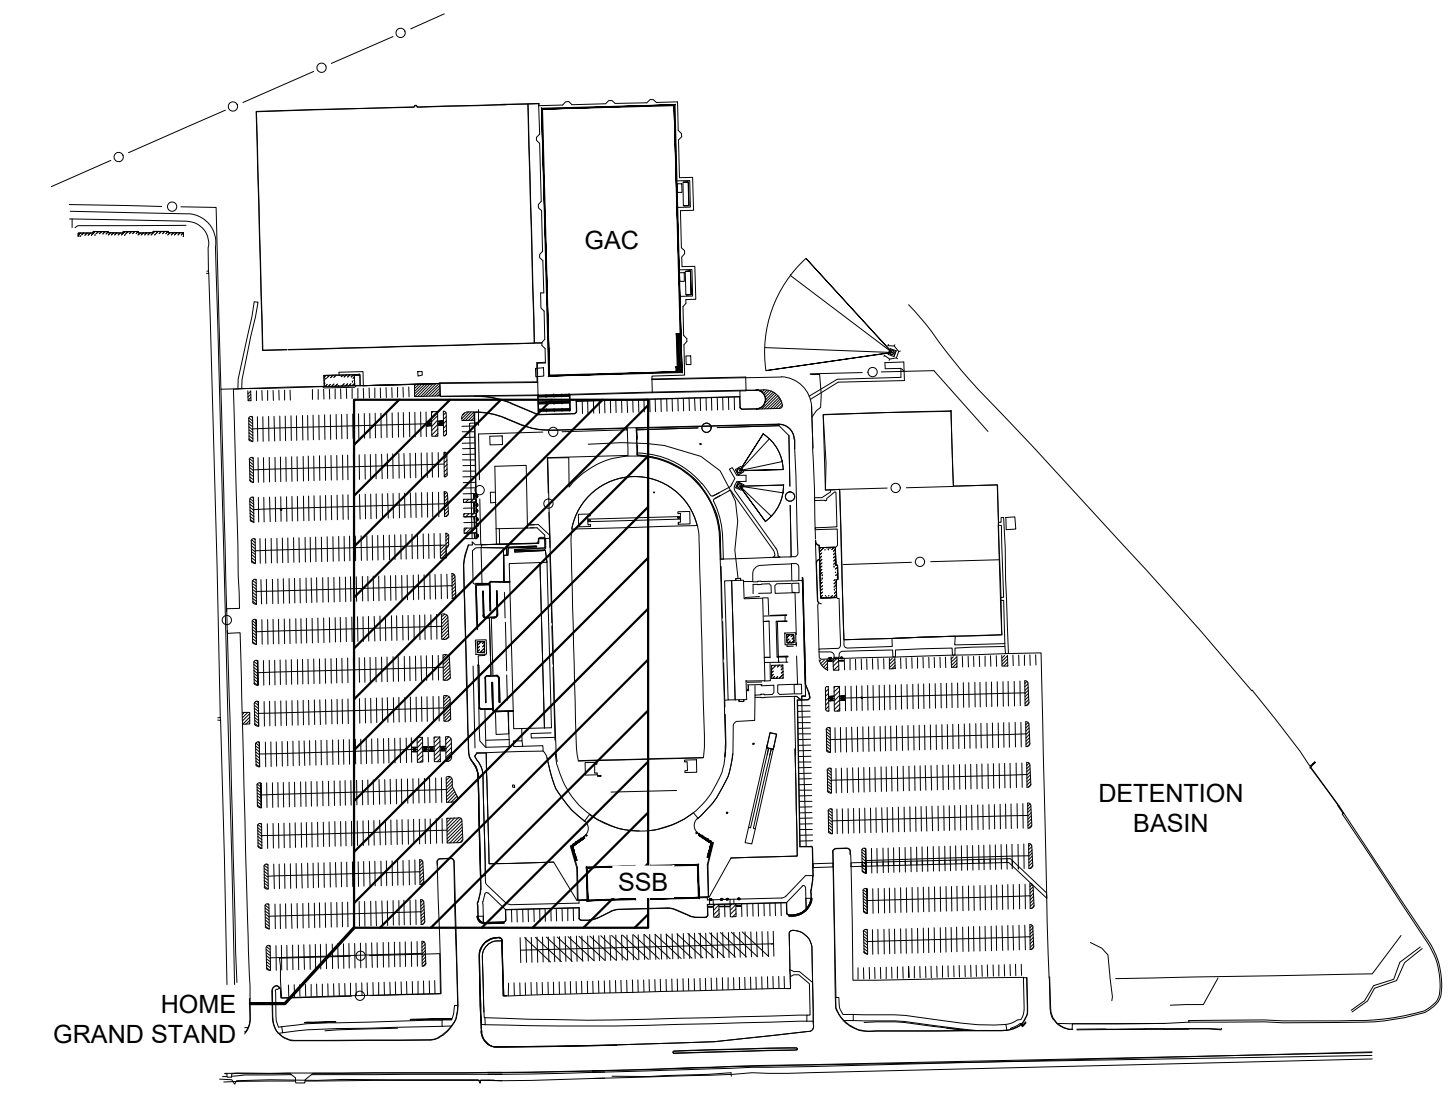 GAC
DETENTION
BASIN
SSB
HOME
GRAND STAND